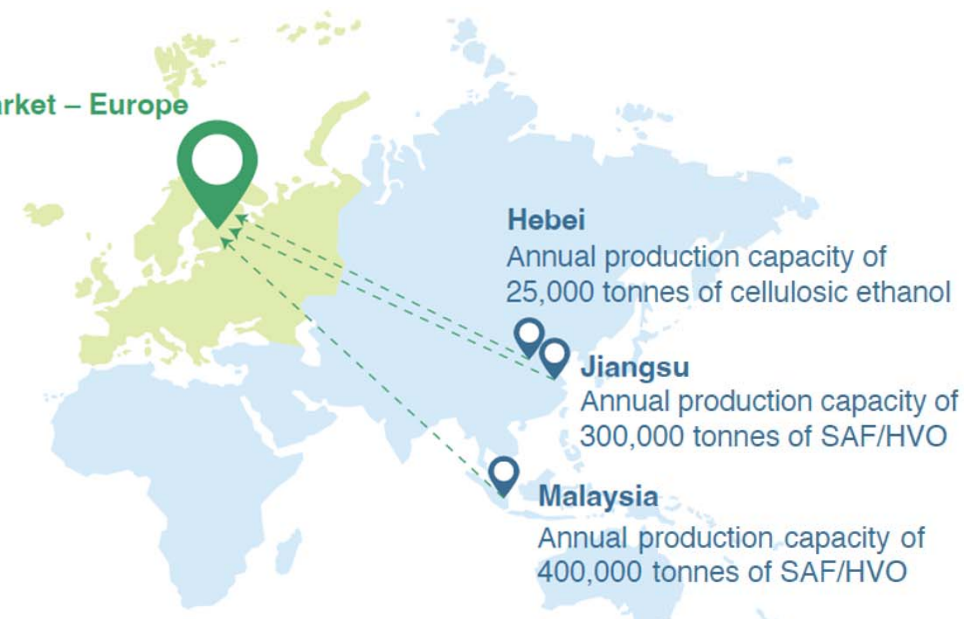 arket – Europe
Hebei
Annual production capacity of
25,000 tonnes of cellulosic ethanol
Jiangsu
Annual production capacity of
300,000 tonnes of SAF/HVO
Malaysia
Annual production capacity of
400,000 tonnes of SAF/HVO